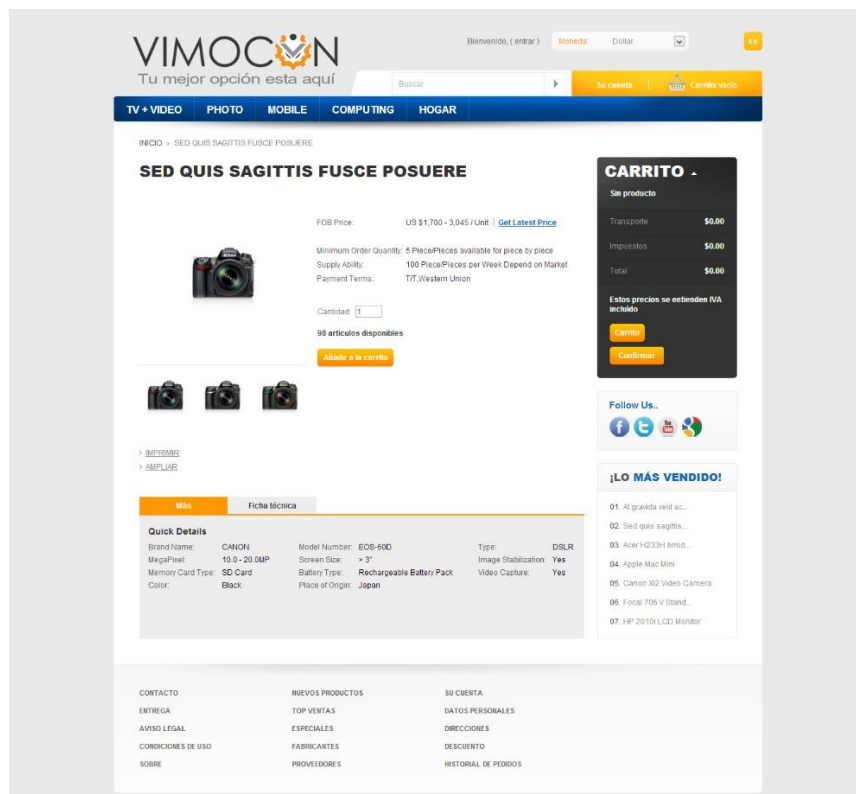 VIMOCON
Tu mejor opción esta aquí
Bienvenido, ( entrar )
Moneda: Dollar
Es
Buscar
Su cuenta
Carrito: vacío
TV + VIDEO PHOTO MOBILE COMPUTING HOGAR
INICIO > SED QUIS SAGITTIS FUSCE POSUERE
SED QUIS SAGITTIS FUSCE POSUERE
FOB Price: US $1,700 - 3,045 / Unit | Get Latest Price
Minimum Order Quantity: 5 Piece/Pieces available for piece by piece
Supply Ability: 100 Piece/Pieces per Week Depend on Market
Payment Terms: T/T,Western Union
Cantidad: 1
98 artículos disponibles
Añadir a la carrito
> IMPRIMIR
> AMPLIAR
Más Ficha técnica
Quick Details
Brand Name: CANON Model Number: EOS-60D Type: DSLR
MegaPixel: 10.0 - 20.0MP Screen Size: > 3" Image Stabilization: Yes
Memory Card Type: SD Card Battery Type: Rechargeable Battery Pack Video Capture: Yes
Color: Black Place of Origin: Japan
CARRITO
Sin producto
Transporte $0.00
Impuestos $0.00
Total $0.00
Estos precios se entienden IVA
incluído
Carrito
Confirmar
Follow Us..
¡LO MÁS VENDIDO!
01. At gravida velit ac...
02. Sed quis sagittis...
03. Acer H233H bmid...
04. Apple Mac Mini
05. Canon Xl2 Video Camera
06. Focal 706 V Stand...
07. HP 2010i LCD Monitor
CONTACTO NUEVOS PRODUCTOS SU CUENTA
ENTREGA TOP VENTAS DATOS PERSONALES
AVISO LEGAL ESPECIALES DIRECCIONES
CONDICIONES DE USO FABRICANTES DESCUENTO
SOBRE PROVEEDORES HISTORIAL DE PEDIDOS